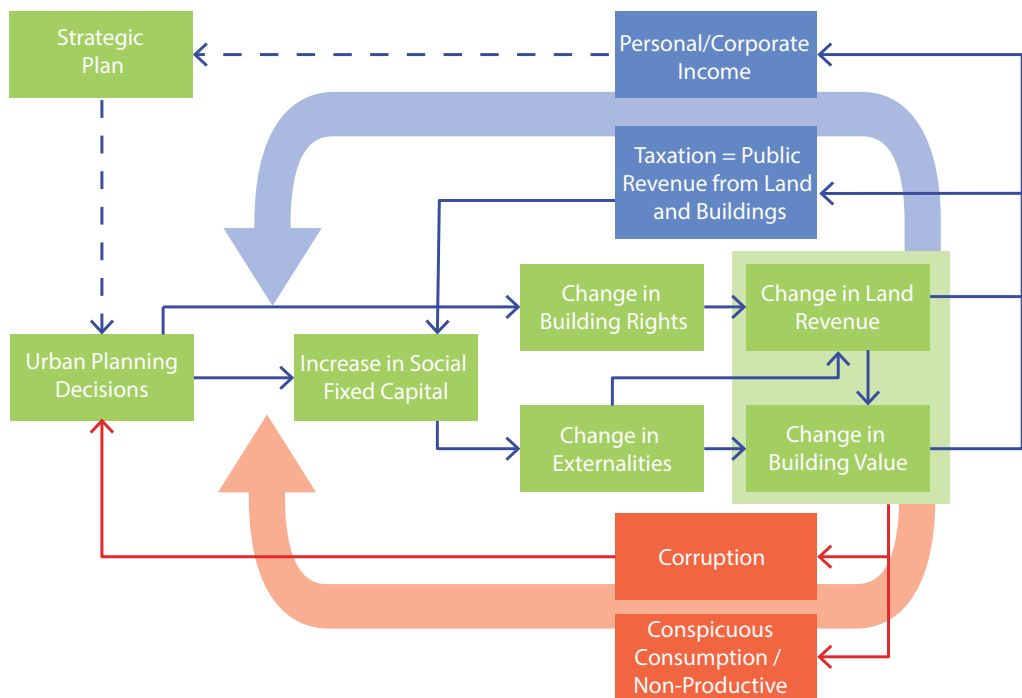 Strategic
Plan
Personal/Corporate
Income
Taxation = Public
Revenue from Land
and Buildings
Change in
Building Rights
Change in Land
Revenue
Urban Planning
Decisions
Increase in Social
Fixed Capital
Change in
Externalities
Change in
Building Value
Corruption
Conspicuous
Consumption /
Non-Productive